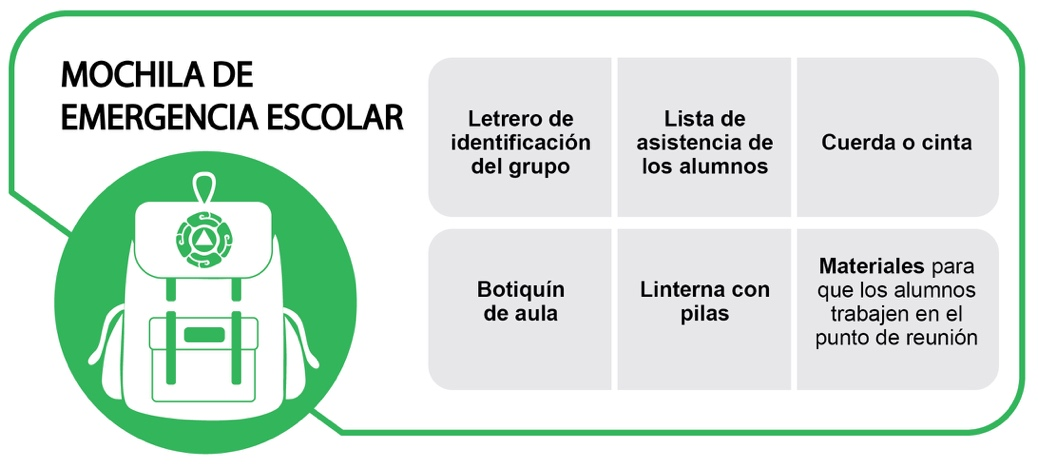 MOCHILA DE
EMERGENCIA ESCOLAR
Letrero de
identificación
del grupo
Lista de
asistencia de
los alumnos
Cuerda o cinta
Botiquín
de aula
Linterna con
pilas
Materiales para
que los alumnos
trabajen en el
punto de reunión